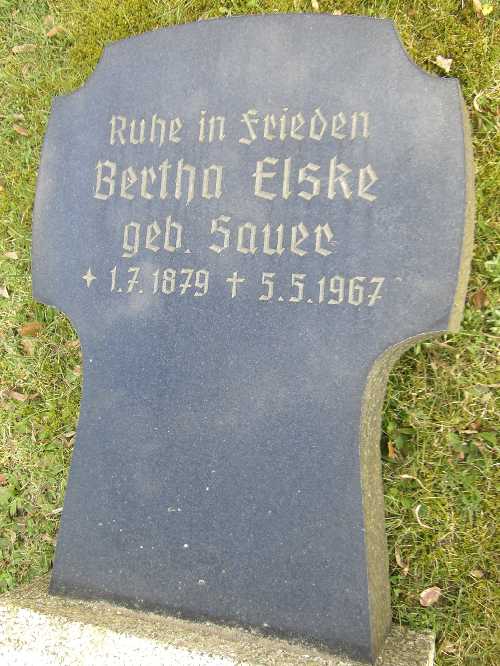 Ruhe in Frieden
Bertha Elske
geb. Sauer
✦ 1.7.1879 † 5.5.1967